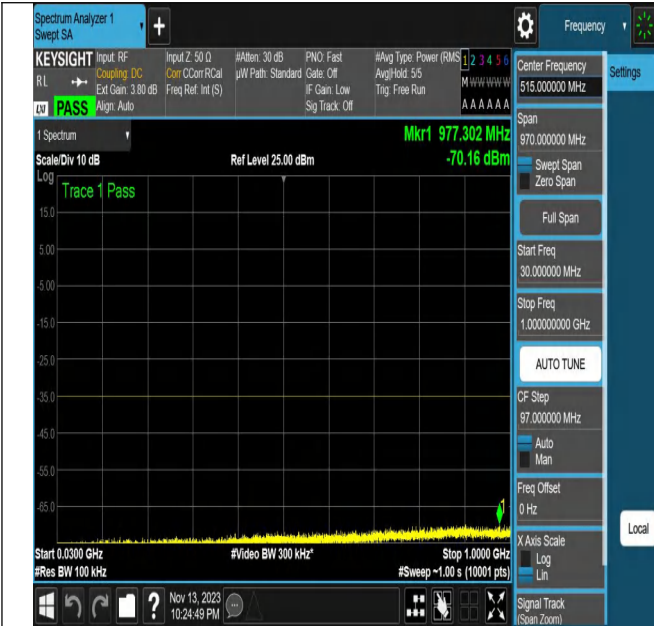 Spectrum Analyzer 1
Swept SA
+
Frequency
KEYSIGHT
RL
LXI
PASS
Input: RF
Coupling: DC
Ext Gain: 3.80 dB
Align: Auto
Input Z: 50 Ω
Corr CCorr RCal
Freq Ref: Int (S)
#Atten: 30 dB
µW Path: Standard
PNO: Fast
Gate: Off
IF Gain: Low
Sig Track: Off
#Avg Type: Power (RMS
Avg|Hold: 5/5
Trig: Free Run
1 2 3 4 5 6
M W W W W W
A A A A A A
1 Spectrum
Scale/Div 10 dB
Ref Level 25.00 dBm
Mkr1 977.302 MHz
-70.16 dBm
Log
Trace 1 Pass
15.0
5.00
-5.00
-15.0
-25.0
-35.0
-45.0
-55.0
-65.0
1
Start 0.0300 GHz
#Video BW 300 kHz*
Stop 1.0000 GHz
#Res BW 100 kHz
#Sweep ~1.00 s (10001 pts)
?
Nov 13, 2023
10:24:49 PM
Center Frequency
515.000000 MHz
Settings
Span
970.000000 MHz
Swept Span
Zero Span
Full Span
Start Freq
30.000000 MHz
Stop Freq
1.000000000 GHz
AUTO TUNE
CF Step
97.000000 MHz
Auto
Man
Freq Offset
0 Hz
Local
X Axis Scale
Log
Lin
Signal Track
(Span Zoom)